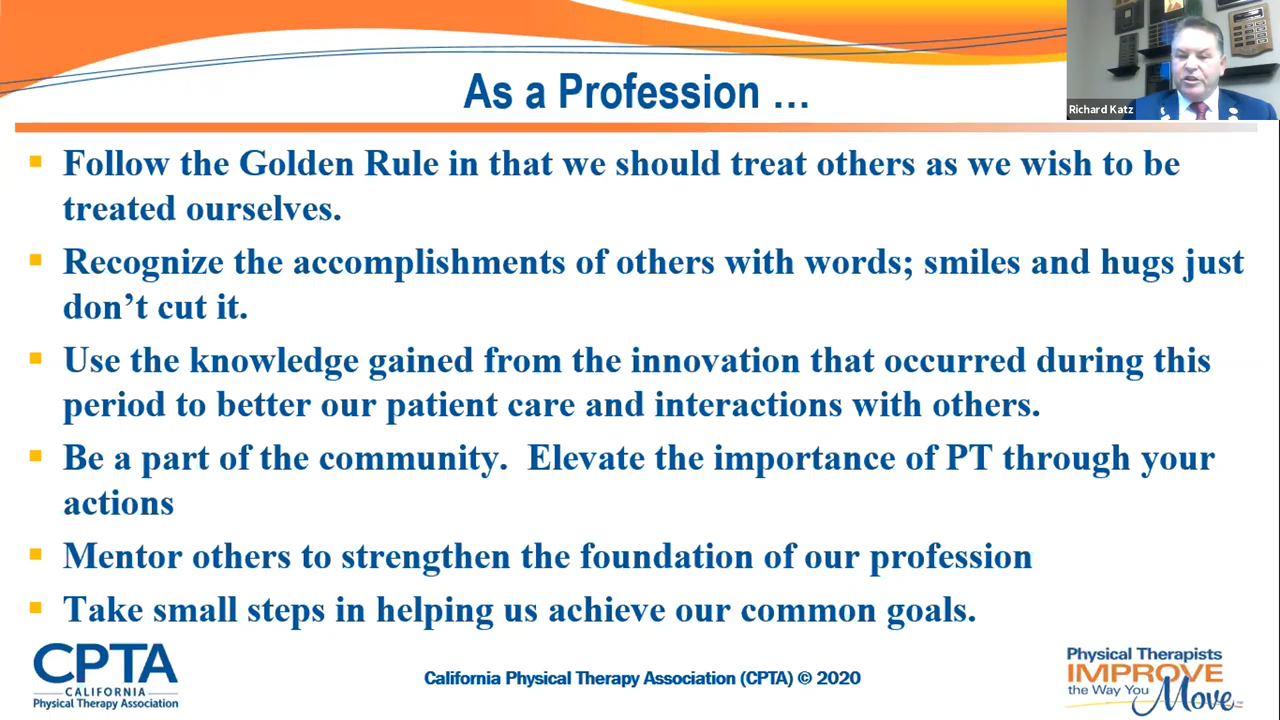 As a Profession ...
Richard Katz
Follow the Golden Rule in that we should treat others as we wish to be
treated ourselves.
Recognize the accomplishments of others with words; smiles and hugs just
don’t cut it.
Use the knowledge gained from the innovation that occurred during this
period to better our patient care and interactions with others.
Be a part of the community.  Elevate the importance of PT through your
actions
Mentor others to strengthen the foundation of our profession
Take small steps in helping us achieve our common goals.
CPTA
CALIFORNIA
Physical Therapy Association
California Physical Therapy Association (CPTA) © 2020
Physical Therapists
IMPROVE
the Way You
Move